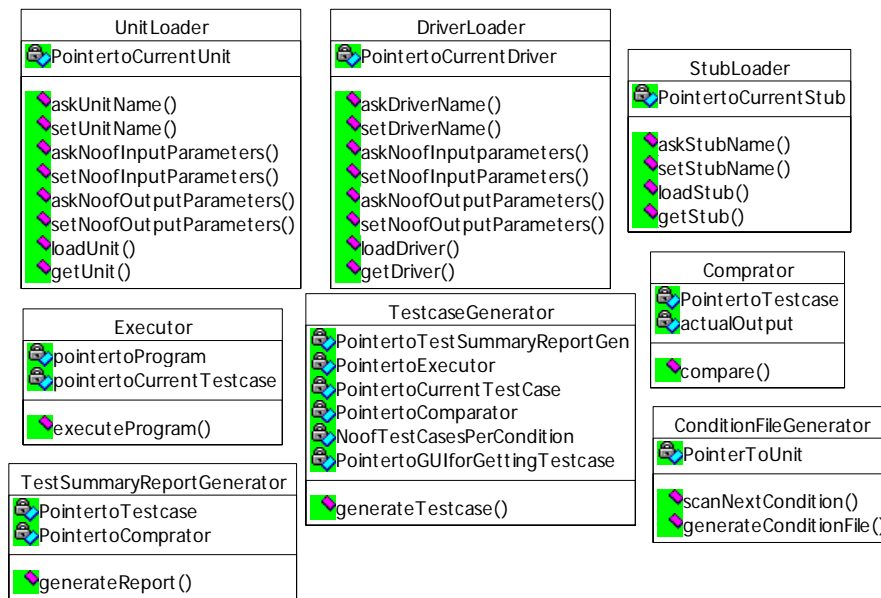 UnitLoader
PointertoCurrentUnit
askUnitName()
setUnitName()
askNoofInputParameters()
setNoofInputParameters()
askNoofOutputParameters()
setNoofOutputParameters()
loadUnit()
getUnit()
DriverLoader
PointertoCurrentDriver
askDriverName()
setDriverName()
askNoofInputparameters()
setNoofInputParameters()
askNoofOutputParameters()
setNoofOutputParameters()
loadDriver()
getDriver()
StubLoader
PointertoCurrentStub
askStubName()
setStubName()
loadStub()
getStub()
Executor
pointertoProgram
pointertoCurrentTestcase
executeProgram()
TestcaseGenerator
PointertoTestSummaryReportGen
PointertoExecutor
PointertoCurrentTestCase
PointertoComparator
NoofTestCasesPerCondition
PointertoGUIforGettingTestcase
generateTestcase()
Comprator
PointertoTestcase
actualOutput
compare()
TestSummaryReportGenerator
PointertoTestcase
PointertoComprator
generateReport()
ConditionFileGenerator
PointerToUnit
scanNextCondition()
generateConditionFile()